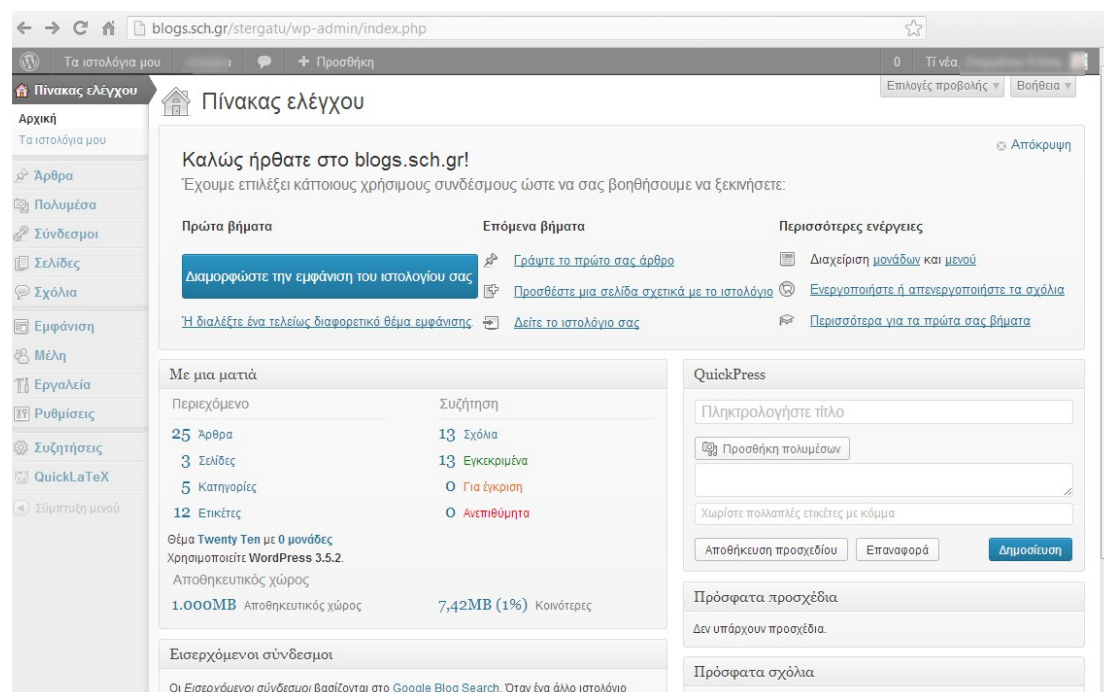 blogs.sch.gr/stergatu/wp-admin/index.php
Τα ιστολόγια μου
+ Προσθήκη
0 Τί νέα,
Επιλογές προβολής
Βοήθεια
Πίνακας ελέγχου
Αρχική
Τα ιστολόγια μου
Άρθρα
Πολυμέσα
Σύνδεσμοι
Σελίδες
Σχόλια
Εμφάνιση
Μέλη
Εργαλεία
Ρυθμίσεις
Συζητήσεις
QuickLaTeX
Σύμπτυξη μενού
Πίνακας ελέγχου
Απόκρυψη
Καλώς ήρθατε στο blogs.sch.gr!
Έχουμε επιλέξει κάποιους χρήσιμους συνδέσμους ώστε να σας βοηθήσουμε να ξεκινήσετε:
Πρώτα βήματα
Διαμορφώστε την εμφάνιση του ιστολογίου σας
Ή διαλέξτε ένα τελείως διαφορετικό θέμα εμφάνισης.
Επόμενα βήματα
Γράψτε το πρώτο σας άρθρο
Προσθέστε μια σελίδα σχετικά με το ιστολόγιο
Δείτε το ιστολόγιο σας
Περισσότερες ενέργειες
Διαχείριση μονάδων και μενού
Ενεργοποιήστε ή απενεργοποιήστε τα σχόλια
Περισσότερα για τα πρώτα σας βήματα
Με μια ματιά
Περιεχόμενο
25 Άρθρα
3 Σελίδες
5 Κατηγορίες
12 Ετικέτες
Συζήτηση
13 Σχόλια
13 Εγκεκριμένα
0 Για έγκριση
0 Ανεπιθύμητα
Θέμα Twenty Ten με 0 μονάδες
Χρησιμοποιείτε WordPress 3.5.2.
Αποθηκευτικός χώρος
1.000MB Αποθηκευτικός χώρος
7,42MB (1%) Κοινότερες
Εισερχόμενοι σύνδεσμοι
Οι Εισερχόμενοι σύνδεσμοι βασίζονται στο Google Blog Search. Όταν ένα άλλο ιστολόγιο
QuickPress
Πληκτρολογήστε τίτλο
Προσθήκη πολυμέσων
Χωρίστε πολλαπλές ετικέτες με κόμμα
Αποθήκευση προσχεδίου
Επαναφορά
Δημοσίευση
Πρόσφατα προσχέδια
Δεν υπάρχουν προσχέδια.
Πρόσφατα σχόλια